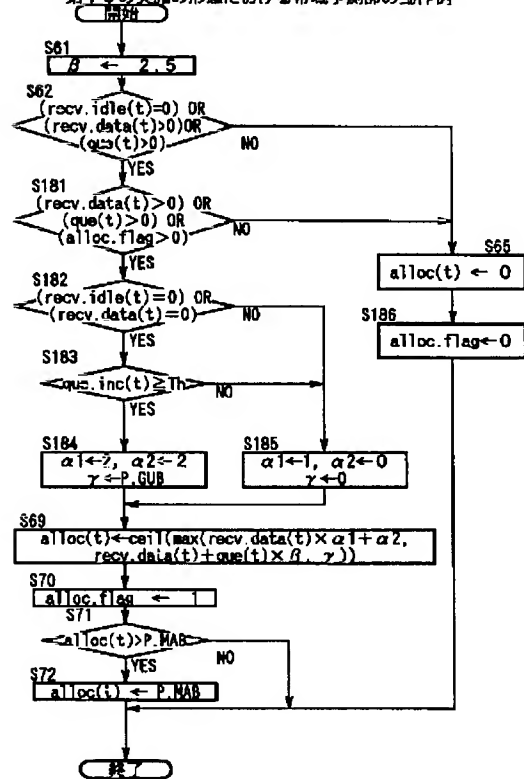 開始
S61
β ← 2.5
S62
(recv.idle(t)=0) OR
(recv.data(t)>0)OR
(que(t)>0)
NO
YES
S181
(recv.data(t)>0) OR
(que(t)>0) OR
(alloc.flag>0)
NO
YES
S65
alloc(t) ← 0
S182
(recv.idle(t)=0) OR
(recv.data(t)=0)
NO
YES
S186
alloc.flag←0
S183
que.inc(t)≧Th
NO
YES
S184
α1←2, α2←2
γ←P.GUB
S185
α1←1, α2←0
γ←0
S69
alloc(t)←ceil(max(recv.data(t)×α1+α2,
recv.data(t)+que(t)×β, γ))
S70
alloc.flag ← 1
S71
alloc(t)>P.MAB
NO
YES
S72
alloc(t) ← P.MAB
終了